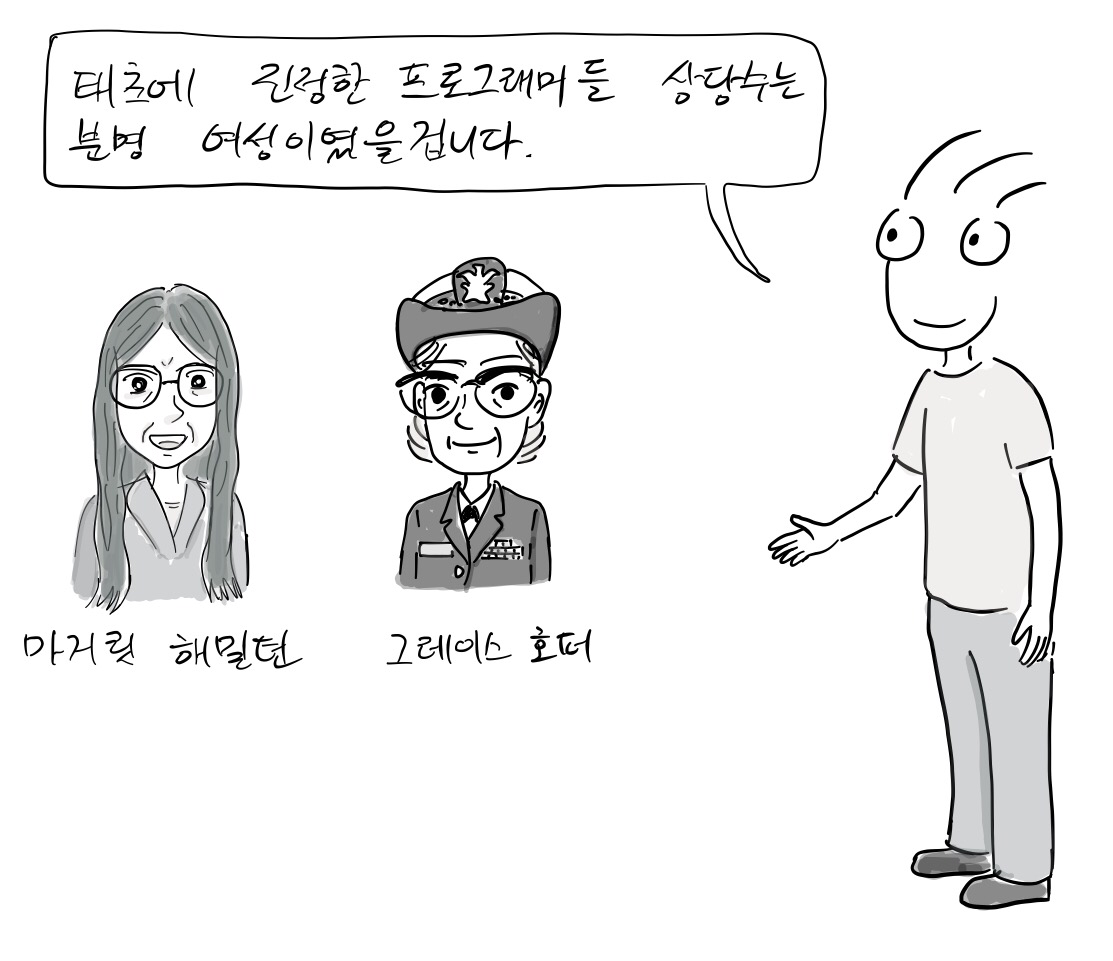 태초에 진정한 프로그래머들 상당수는
분명 여성이었을겁니다.
마거릿 해밀턴
그레이스 호퍼